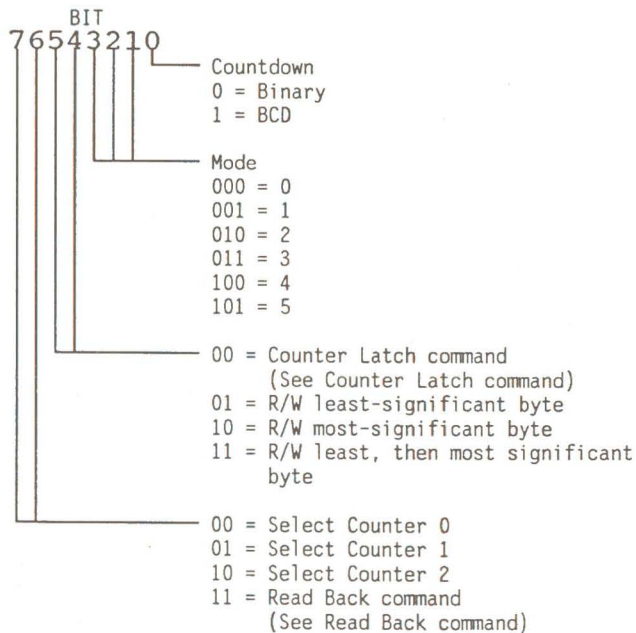 BIT
76543210
Countdown
0 = Binary
1 = BCD
Mode
000 = 0
001 = 1
010 = 2
011 = 3
100 = 4
101 = 5
00 = Counter Latch command
(See Counter Latch command)
01 = R/W least-significant byte
10 = R/W most-significant byte
11 = R/W least, then most significant
byte
00 = Select Counter 0
01 = Select Counter 1
10 = Select Counter 2
11 = Read Back command
(See Read Back command)